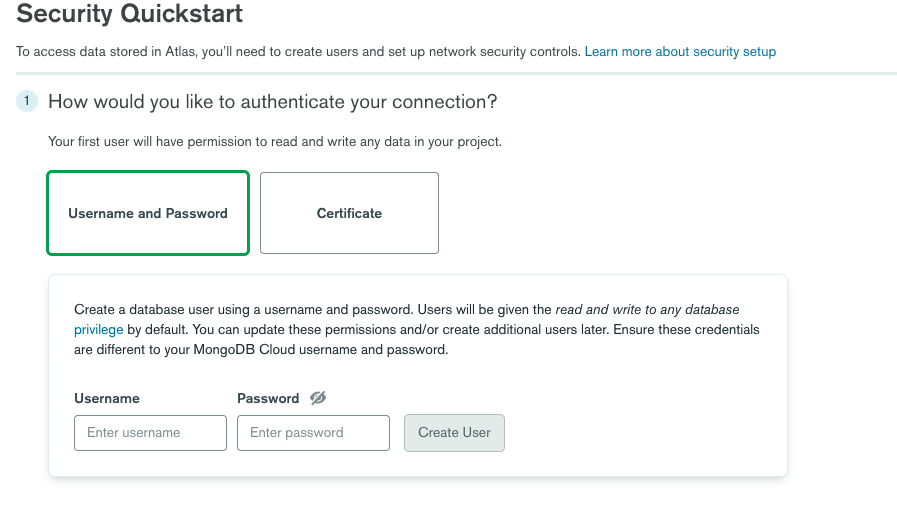 Security Quickstart
To access data stored in Atlas, you'll need to create users and set up network security controls. Learn more about security setup
1 How would you like to authenticate your connection?
Your first user will have permission to read and write any data in your project.
Username and Password Certificate
Create a database user using a username and password. Users will be given the read and write to any database
privilege by default. You can update these permissions and/or create additional users later. Ensure these credentials
are different to your MongoDB Cloud username and password.
Username Password
Enter username Enter password Create User